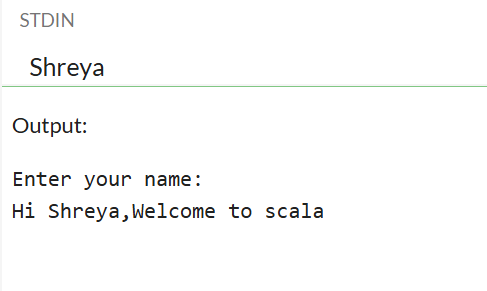 STDIN
Shreya
Output:
Enter your name:
Hi Shreya,Welcome to scala